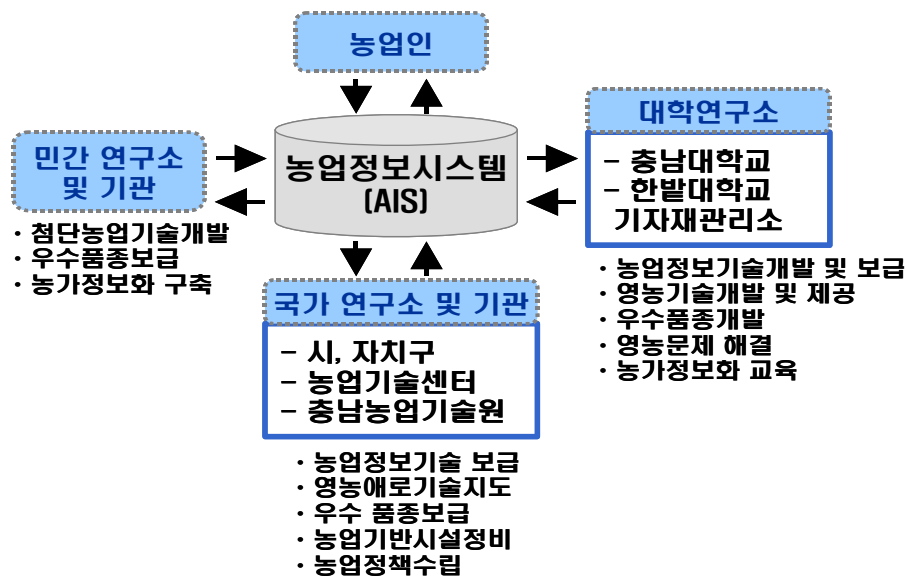 농업인
민간 연구소
및 기관
· 첨단농업기술개발
· 우수품종보급
· 농가정보화 구축
농업정보시스템
(AIS)
대학연구소
- 충남대학교
- 한밭대학교
기자재관리소
· 농업정보기술개발 및 보급
· 영농기술개발 및 제공
· 우수품종개발
· 영농문제 해결
· 농가정보화 교육
국가 연구소 및 기관
- 시, 자치구
- 농업기술센터
- 충남농업기술원
· 농업정보기술 보급
· 영농애로기술지도
· 우수 품종보급
· 농업기반시설정비
· 농업정책수립